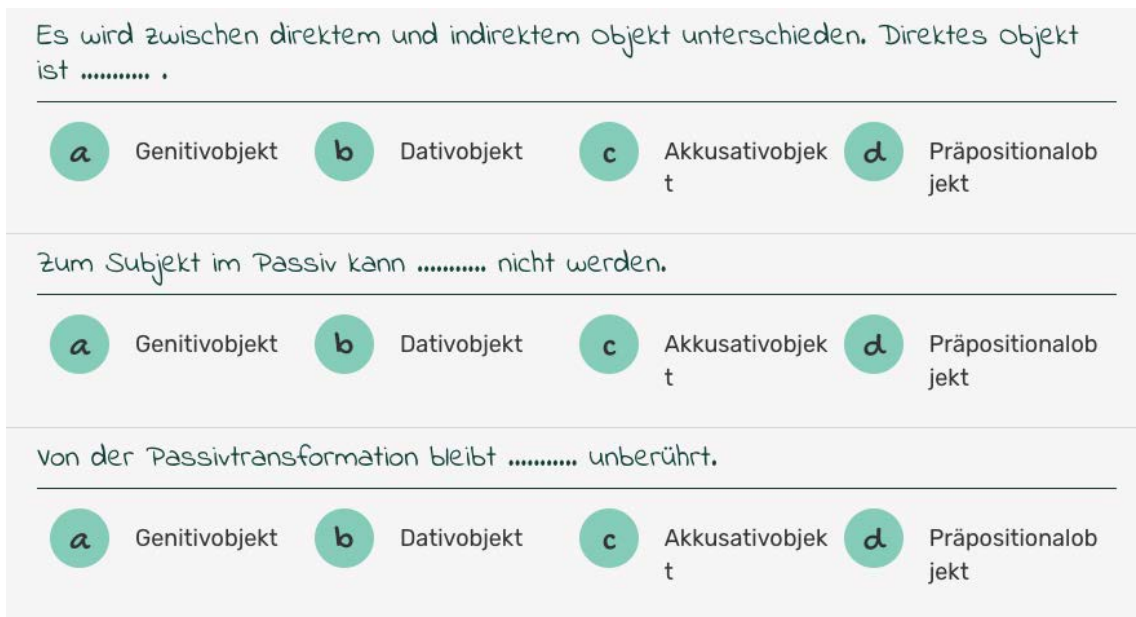 Es wird zwischen direktem und indirektem Objekt unterschieden. Direktes Objekt
ist ........... .
a Genitivobjekt b Dativobjekt c Akkusativobjek d Präpositionalob
t jekt
Zum Subjekt im Passiv kann ........... nicht werden.
a Genitivobjekt b Dativobjekt c Akkusativobjek d Präpositionalob
t jekt
Von der Passivtransformation bleibt ........... unberührt.
a Genitivobjekt b Dativobjekt c Akkusativobjek d Präpositionalob
t jekt